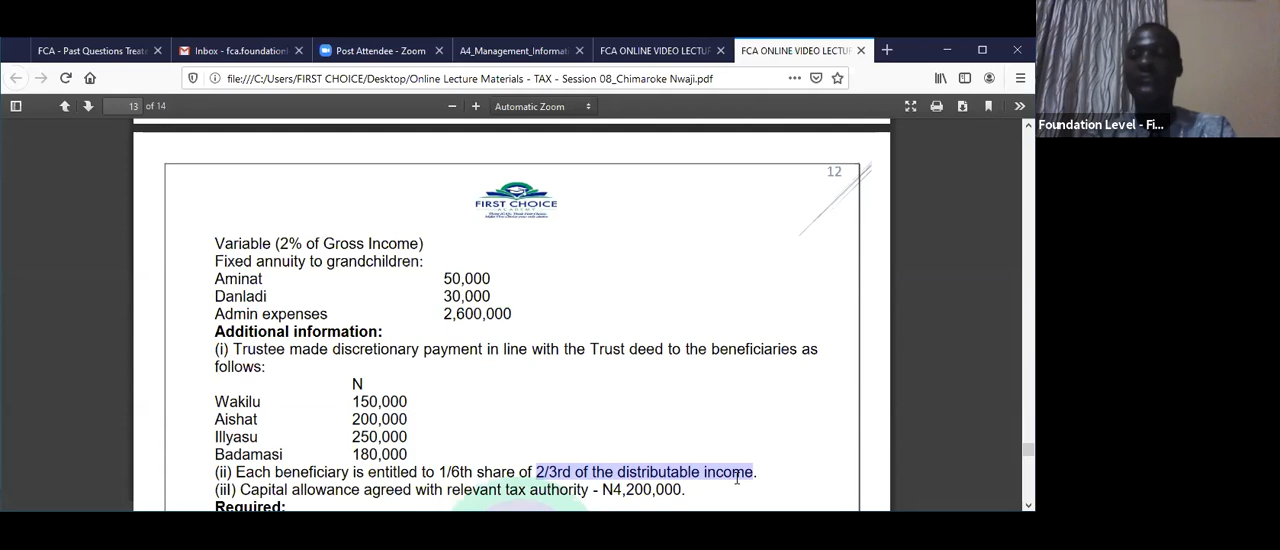 FCA - Past Questions Treat
Inbox - fca.foundation
Post Attendee - Zoom
A4_Management_Informati
FCA ONLINE VIDEO LECTUR
FCA ONLINE VIDEO LECTUR
file:///C:/Users/FIRST CHOICE/Desktop/Online Lecture Materials - TAX - Session 08_Chimaroke Nwaji.pdf
Foundation Level - Fi...
13 of 14
Automatic Zoom
12
FIRST CHOICE
ACADEMY
Variable (2% of Gross Income)
Fixed annuity to grandchildren:
Aminat 50,000
Danladi 30,000
Admin expenses 2,600,000
Additional information:
(i) Trustee made discretionary payment in line with the Trust deed to the beneficiaries as
follows:
N
Wakilu 150,000
Aishat 200,000
Illyasu 250,000
Badamasi 180,000
(ii) Each beneficiary is entitled to 1/6th share of 2/3rd of the distributable income.
(iii) Capital allowance agreed with relevant tax authority - N4,200,000.
Required: